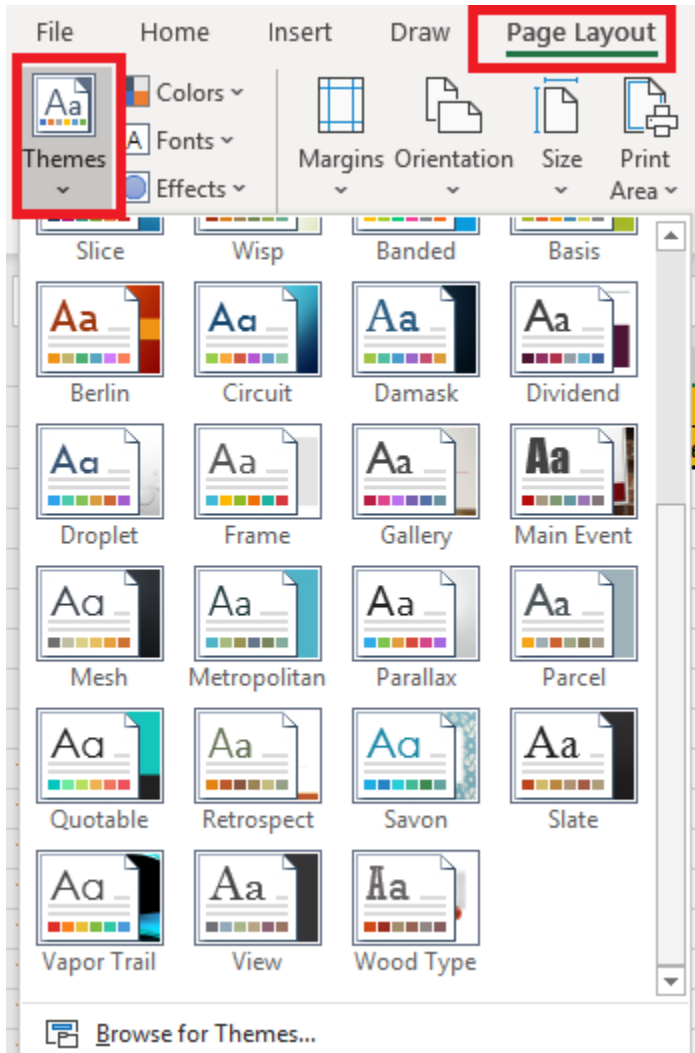 File Home Insert Draw Page Layout
Aa
Themes
Colors
A Fonts
Effects
Margins Orientation Size Print Area
Slice Wisp Banded Basis
Aa Aa Aa Aa
Berlin Circuit Damask Dividend
Aa Aa Aa Aa
Droplet Frame Gallery Main Event
Aa Aa Aa Aa
Mesh Metropolitan Parallax Parcel
Aa Aa Aa Aa
Quotable Retrospect Savon Slate
Aa Aa Aa
Vapor Trail View Wood Type
Browse for Themes...